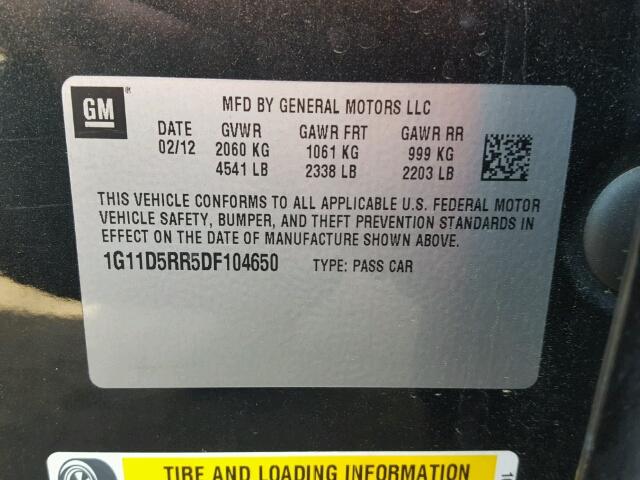 GM
MFD BY GENERAL MOTORS LLC
DATE GVWR GAWR FRT GAWR RR
02/12 2060 KG 1061 KG 999 KG
4541 LB 2338 LB 2203 LB
THIS VEHICLE CONFORMS TO ALL APPLICABLE U.S. FEDERAL MOTOR
VEHICLE SAFETY, BUMPER, AND THEFT PREVENTION STANDARDS IN
EFFECT ON THE DATE OF MANUFACTURE SHOWN ABOVE.
1G11D5RR5DF104650 TYPE: PASS CAR
TIRE AND LOADING INFORMATION